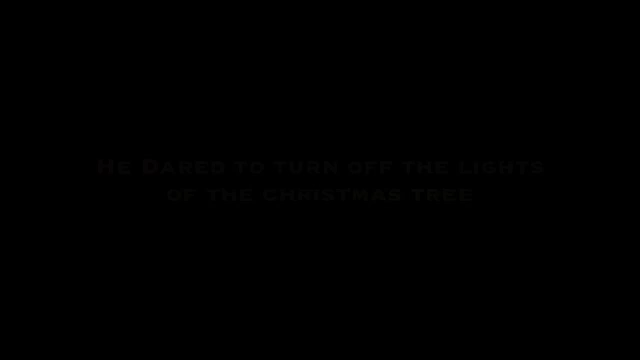 He Dared to turn off the lights
of the Christmas tree